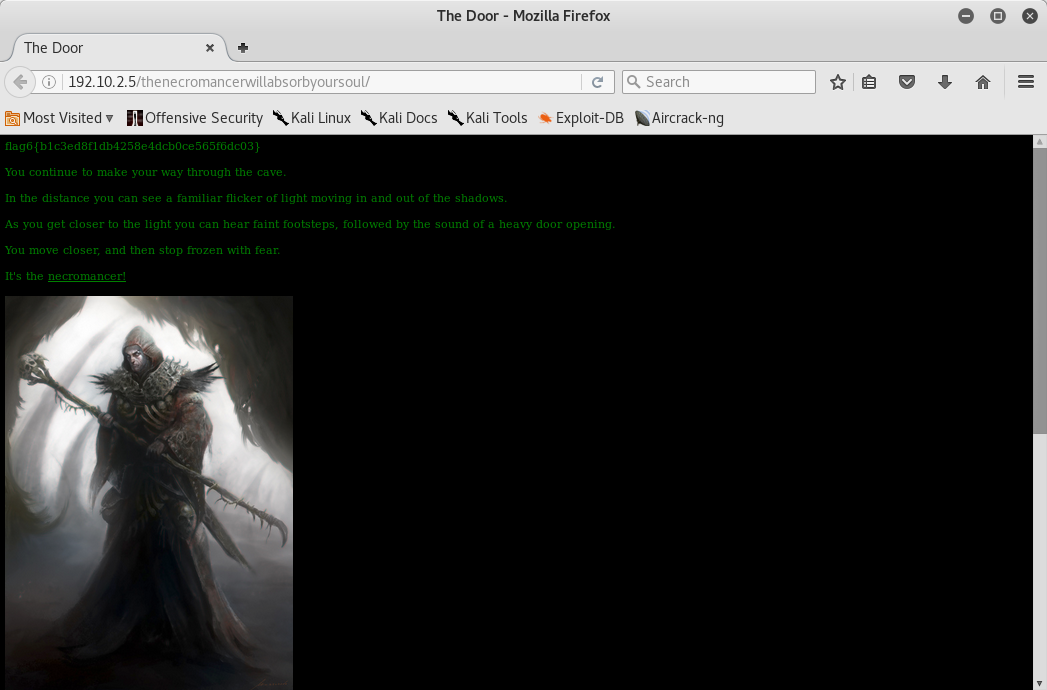 The Door - Mozilla Firefox
The Door
192.10.2.5/thenecromancerwillabsorbyoursoul/
Search
Most Visited Offensive Security Kali Linux Kali Docs Kali Tools Exploit-DB Aircrack-ng
flag6{b1c3ed8f1db4258e4dcb0ce565f6dc03}
You continue to make your way through the cave.
In the distance you can see a familiar flicker of light moving in and out of the shadows.
As you get closer to the light you can hear faint footsteps, followed by the sound of a heavy door opening.
You move closer, and then stop frozen with fear.
It's the necromancer!